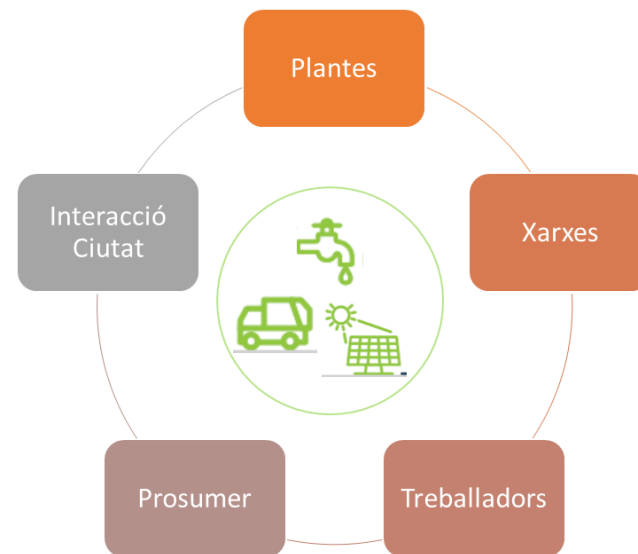 Plantes
Xarxes
Treballadors
Prosumer
Interacció
Ciutat